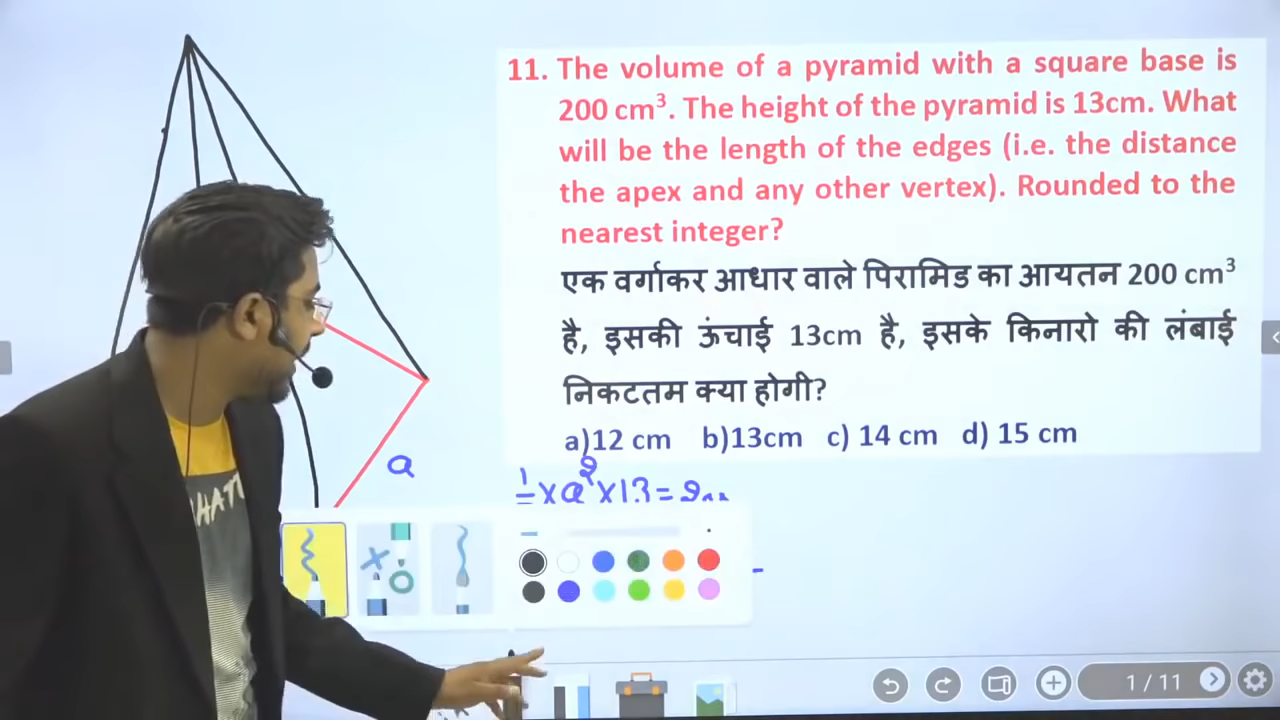 11. The volume of a pyramid with a square base is
200 cm³. The height of the pyramid is 13cm. What
will be the length of the edges (i.e. the distance
the apex and any other vertex). Rounded to the
nearest integer?
एक वर्गाकर आधार वाले पिरामिड का आयतन 200 cm³
है, इसकी ऊंचाई 13cm है, इसके किनारो की लंबाई
निकटतम क्या होगी?
a)12 cm b)13cm c) 14 cm d) 15 cm
a
x a² x 13 =
1 / 11